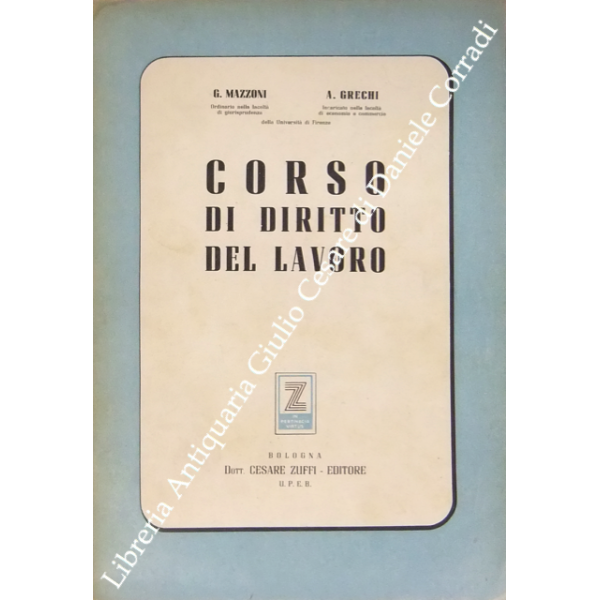 G. MAZZONI
A. GRECHI
Ordinario nella facoltà
di giurisprudenza
Incaricato nella facoltà
di economia e commercio
della Università di Firenze
CORSO
DI DIRITTO
DEL LAVORO
Z
BOLOGNA
DOTT. CESARE ZUFFI - EDITORE
U.P.E.B.
Libreria Antiquaria Giulio Cesare di Daniele Corradi